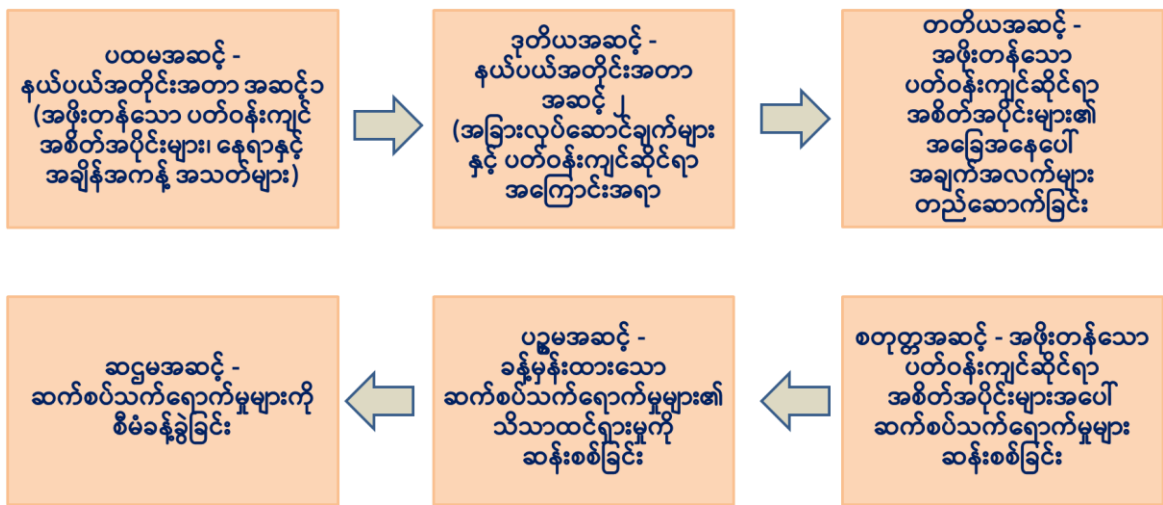 ပထမအဆင့် -
နယ်ပယ်အတိုင်းအတာ အဆင့်၁
(အဖိုးတန်သော ပတ်ဝန်းကျင်
အစိတ်အပိုင်းများ၊ နေရာနှင့်
အချိန်အကန့် အသတ်များ)
ဒုတိယအဆင့် -
နယ်ပယ်အတိုင်းအတာ
အဆင့် ၂
(အခြားလုပ်ဆောင်ချက်များ
နှင့် ပတ်ဝန်းကျင်ဆိုင်ရာ
အကြောင်းအရာ
တတိယအဆင့် -
အဖိုးတန်သော
ပတ်ဝန်းကျင်ဆိုင်ရာ
အစိတ်အပိုင်းများ၏
အခြေအနေပေါ်
အချက်အလက်များ
တည်ဆောက်ခြင်း
စတုတ္တအဆင့် - အဖိုးတန်သော
ပတ်ဝန်းကျင်ဆိုင်ရာ
အစိတ်အပိုင်းများအပေါ်
ဆက်စပ်သက်ရောက်မှုများ
ဆန်းစစ်ခြင်း
ပဥ္စမအဆင့် -
ခန့်မှန်းထားသော
ဆက်စပ်သက်ရောက်မှုများ၏
သိသာထင်ရှားမှုကို
ဆန်းစစ်ခြင်း
ဆဌမအဆင့် -
ဆက်စပ်သက်ရောက်မှုများကို
စီမံခန့်ခွဲခြင်း